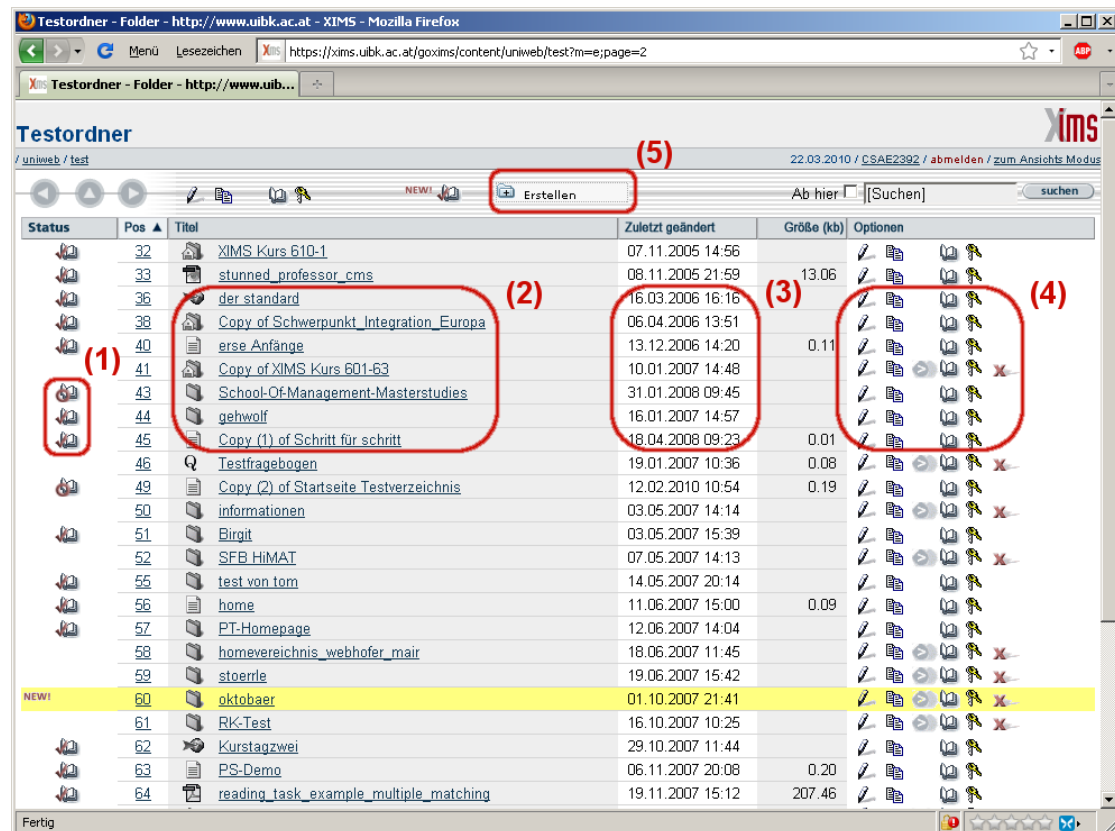 Testordner - Folder - http://www.uibk.ac.at - XIMS - Mozilla Firefox
Menü Lesezeichen Xims https://xims.uibk.ac.at/goxims/content/uniweb/test?m=e;page=2 ABP
Xims Testordner - Folder - http://www.uib...
Testordner Xims
/ uniweb / test (5) 22.03.2010 / CSAE2392 / abmelden / zum Ansichts Modus
NEW! Erstellen Ab hier [Suchen] suchen
Status Pos ▲ Titel Zuletzt geändert Größe (kb) Optionen
32 XIMS Kurs 610-1 07.11.2005 14:56
33 stunned_professor_cms 08.11.2005 21:59 13.06
36 der standard (2) 16.03.2006 16:16 (3) (4)
38 Copy of Schwerpunkt_Integration_Europa 06.04.2006 13:51
40 erse Anfänge 13.12.2006 14:20 0.11
(1) 41 Copy of XIMS Kurs 601-63 10.01.2007 14:48
43 School-Of-Management-Masterstudies 31.01.2008 09:45
44 gehwolf 16.01.2007 14:57
45 Copy (1) of Schritt für schritt 18.04.2008 09:23 0.01
46 Q Testfragebogen 19.01.2007 10:36 0.08
49 Copy (2) of Startseite Testverzeichnis 12.02.2010 10:54 0.19
50 informationen 03.05.2007 14:14
51 Birgit 03.05.2007 15:39
52 SFB HiMAT 07.05.2007 14:13
55 test von tom 14.05.2007 20:14
56 home 11.06.2007 15:00 0.09
57 PT-Homepage 12.06.2007 14:04
58 homevereichnis_webhofer_mair 18.06.2007 11:45
59 stoerrle 19.06.2007 15:42
NEW! 60 oktobaer 01.10.2007 21:41
61 RK-Test 16.10.2007 10:25
62 Kurstagzwei 29.10.2007 11:44
63 PS-Demo 06.11.2007 20:08 0.20
64 reading_task_example_multiple_matching 19.11.2007 15:12 207.46
Fertig